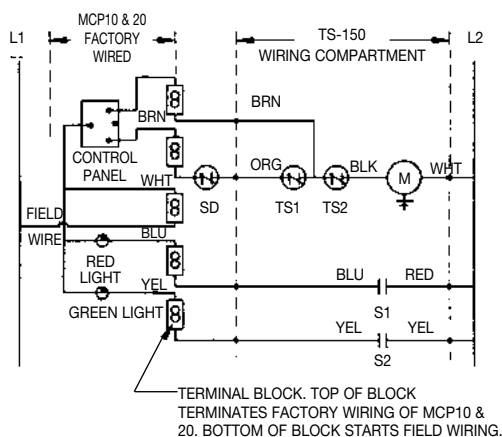 L1
MCP10 & 20
FACTORY
WIRED
TS-150
WIRING COMPARTMENT
L2
BRN
BRN
CONTROL
PANEL
WHT
ORG
BLK
M
WHT
SD
TS1
TS2
FIELD
WIRE
BLU
RED
LIGHT
YEL
BLU
RED
S1
GREEN LIGHT
YEL
YEL
S2
TERMINAL BLOCK. TOP OF BLOCK
TERMINATES FACTORY WIRING OF MCP10 &
20. BOTTOM OF BLOCK STARTS FIELD WIRING.